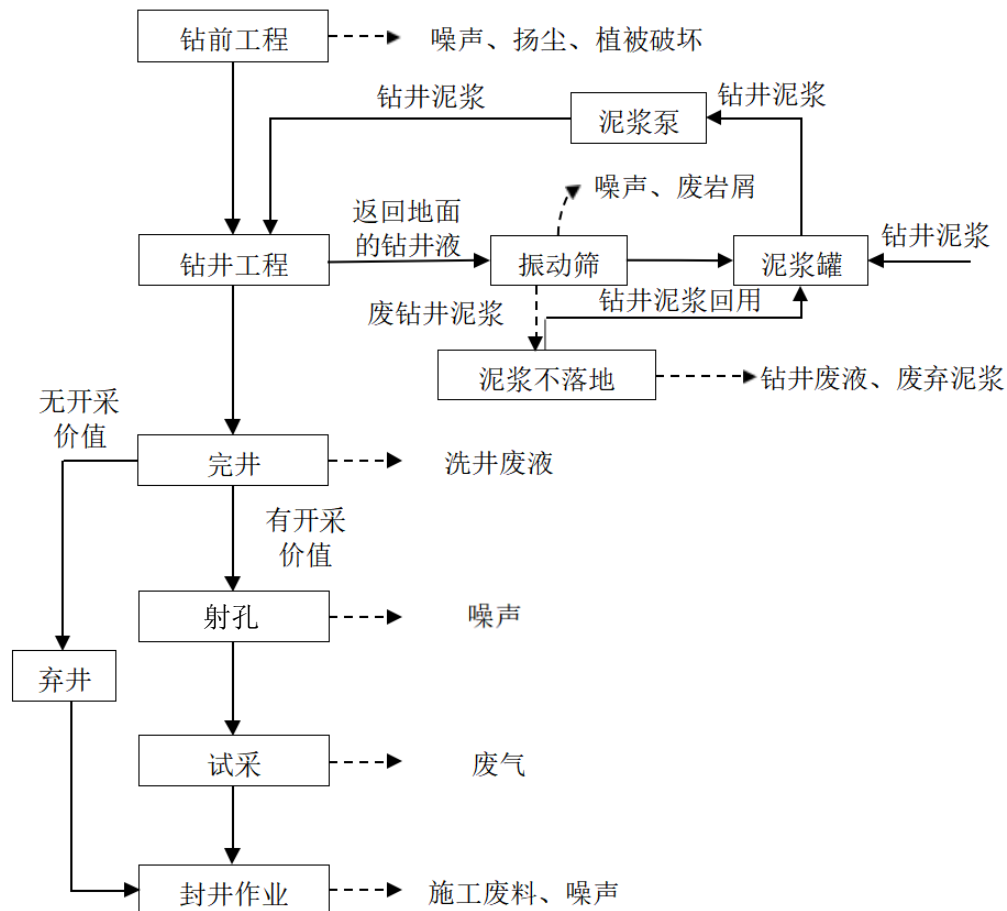 钻前工程
噪声、扬尘、植被破坏
钻井泥浆
泥浆泵
钻井泥浆
噪声、废岩屑
返回地面
的钻井液
钻井工程
振动筛
泥浆罐
钻井泥浆
废钻井泥浆
钻井泥浆回用
泥浆不落地
钻井废液、废弃泥浆
无开采
价值
完井
洗井废液
有开采
价值
射孔
噪声
弃井
试采
废气
封井作业
施工废料、噪声